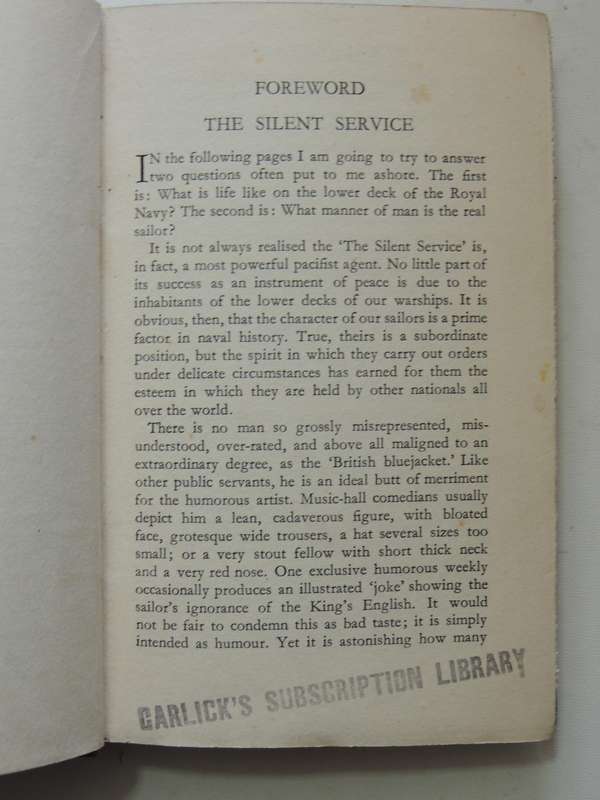 FOREWORD
THE SILENT SERVICE
IN the following pages I am going to try to answer
two questions often put to me ashore. The first
is: What is life like on the lower deck of the Royal
Navy? The second is: What manner of man is the real
sailor?
It is not always realised the 'The Silent Service' is,
in fact, a most powerful pacifist agent. No little part of
its success as an instrument of peace is due to the
inhabitants of the lower decks of our warships. It is
obvious, then, that the character of our sailors is a prime
factor in naval history. True, theirs is a subordinate
position, but the spirit in which they carry out orders
under delicate circumstances has earned for them the
esteem in which they are held by other nationals all
over the world.
There is no man so grossly misrepresented, mis-
understood, over-rated, and above all maligned to an
extraordinary degree, as the 'British bluejacket.' Like
other public servants, he is an ideal butt of merriment
for the humorous artist. Music-hall comedians usually
depict him a lean, cadaverous figure, with bloated
face, grotesque wide trousers, a hat several sizes too
small; or a very stout fellow with short thick neck
and a very red nose. One exclusive humorous weekly
occasionally produces an illustrated 'joke' showing the
sailor's ignorance of the King's English. It would
not be fair to condemn this as bad taste; it is simply
intended as humour. Yet it is astonishing how many
GARLICK'S SUBSCRIPTION LIBRARY